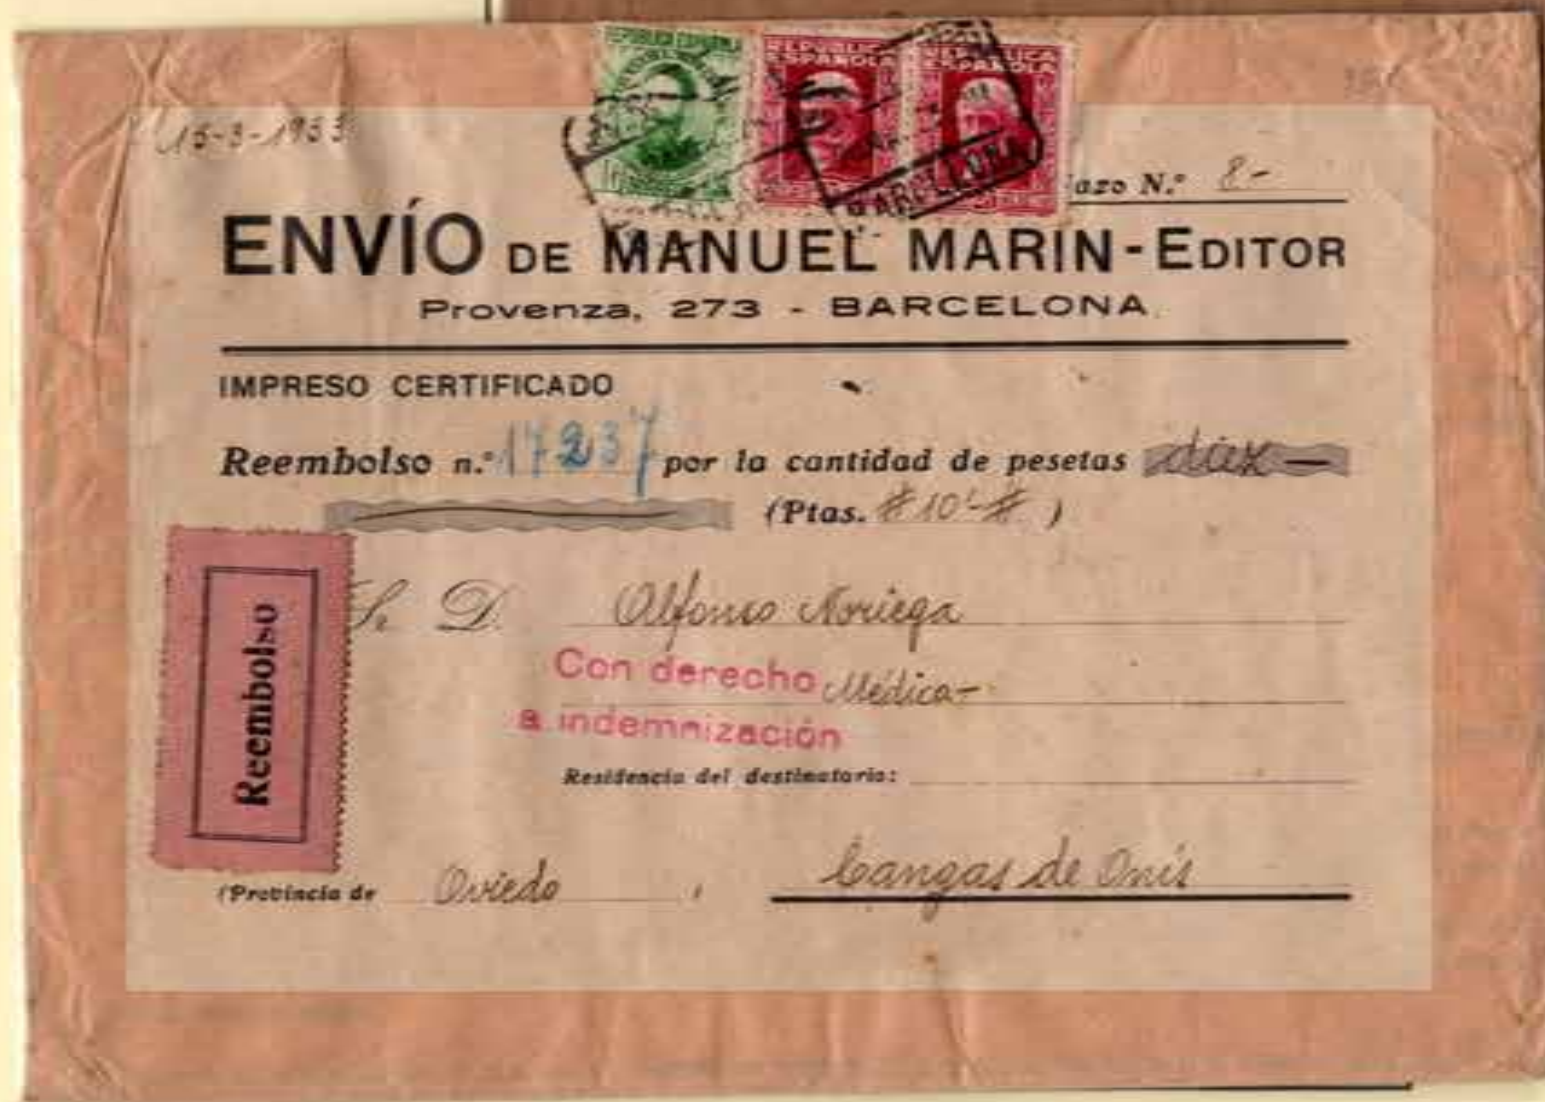 REPUBLICA ESPAÑOLA
REPUBLICA ESPAÑOLA
REPUBLICA ESPAÑOLA
BARCELONA
15-3-1933
azo N.º 8-
ENVÍO DE MANUEL MARIN-EDITOR
Provenza, 273 - BARCELONA
IMPRESO CERTIFICADO
Reembolso n.º 17237 por la cantidad de pesetas diez
(Ptas. #10'-#)
Reembolso
Sr. D. Alfonso Noriega
Con derecho
Médico-
a indemnización
Residencia del destinatario:
(Provincia de Oviedo, Cangas de Onís